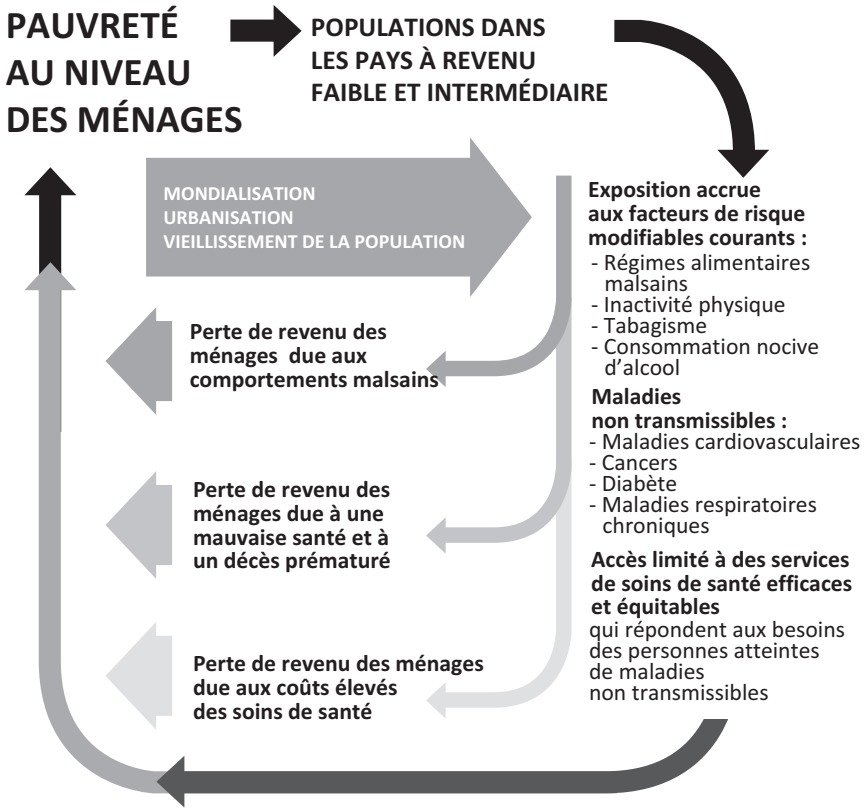 PAUVRETÉ
AU NIVEAU
DES MÉNAGES
POPULATIONS DANS
LES PAYS À REVENU
FAIBLE ET INTERMÉDIAIRE
MONDIALISATION
URBANISATION
VIEILLISSEMENT DE LA POPULATION
Exposition accrue
aux facteurs de risque
modifiables courants :
- Régimes alimentaires
malsains
- Inactivité physique
- Tabagisme
- Consommation nocive
d’alcool
Maladies
non transmissibles :
- Maladies cardiovasculaires
- Cancers
- Diabète
- Maladies respiratoires
chroniques
Accès limité à des services
de soins de santé efficaces
et équitables
qui répondent aux besoins
des personnes atteintes
de maladies
non transmissibles
Perte de revenu des
ménages due aux
comportements malsains
Perte de revenu des
ménages due à une
mauvaise santé et à
un décès prématuré
Perte de revenu des ménages
due aux coûts élevés
des soins de santé